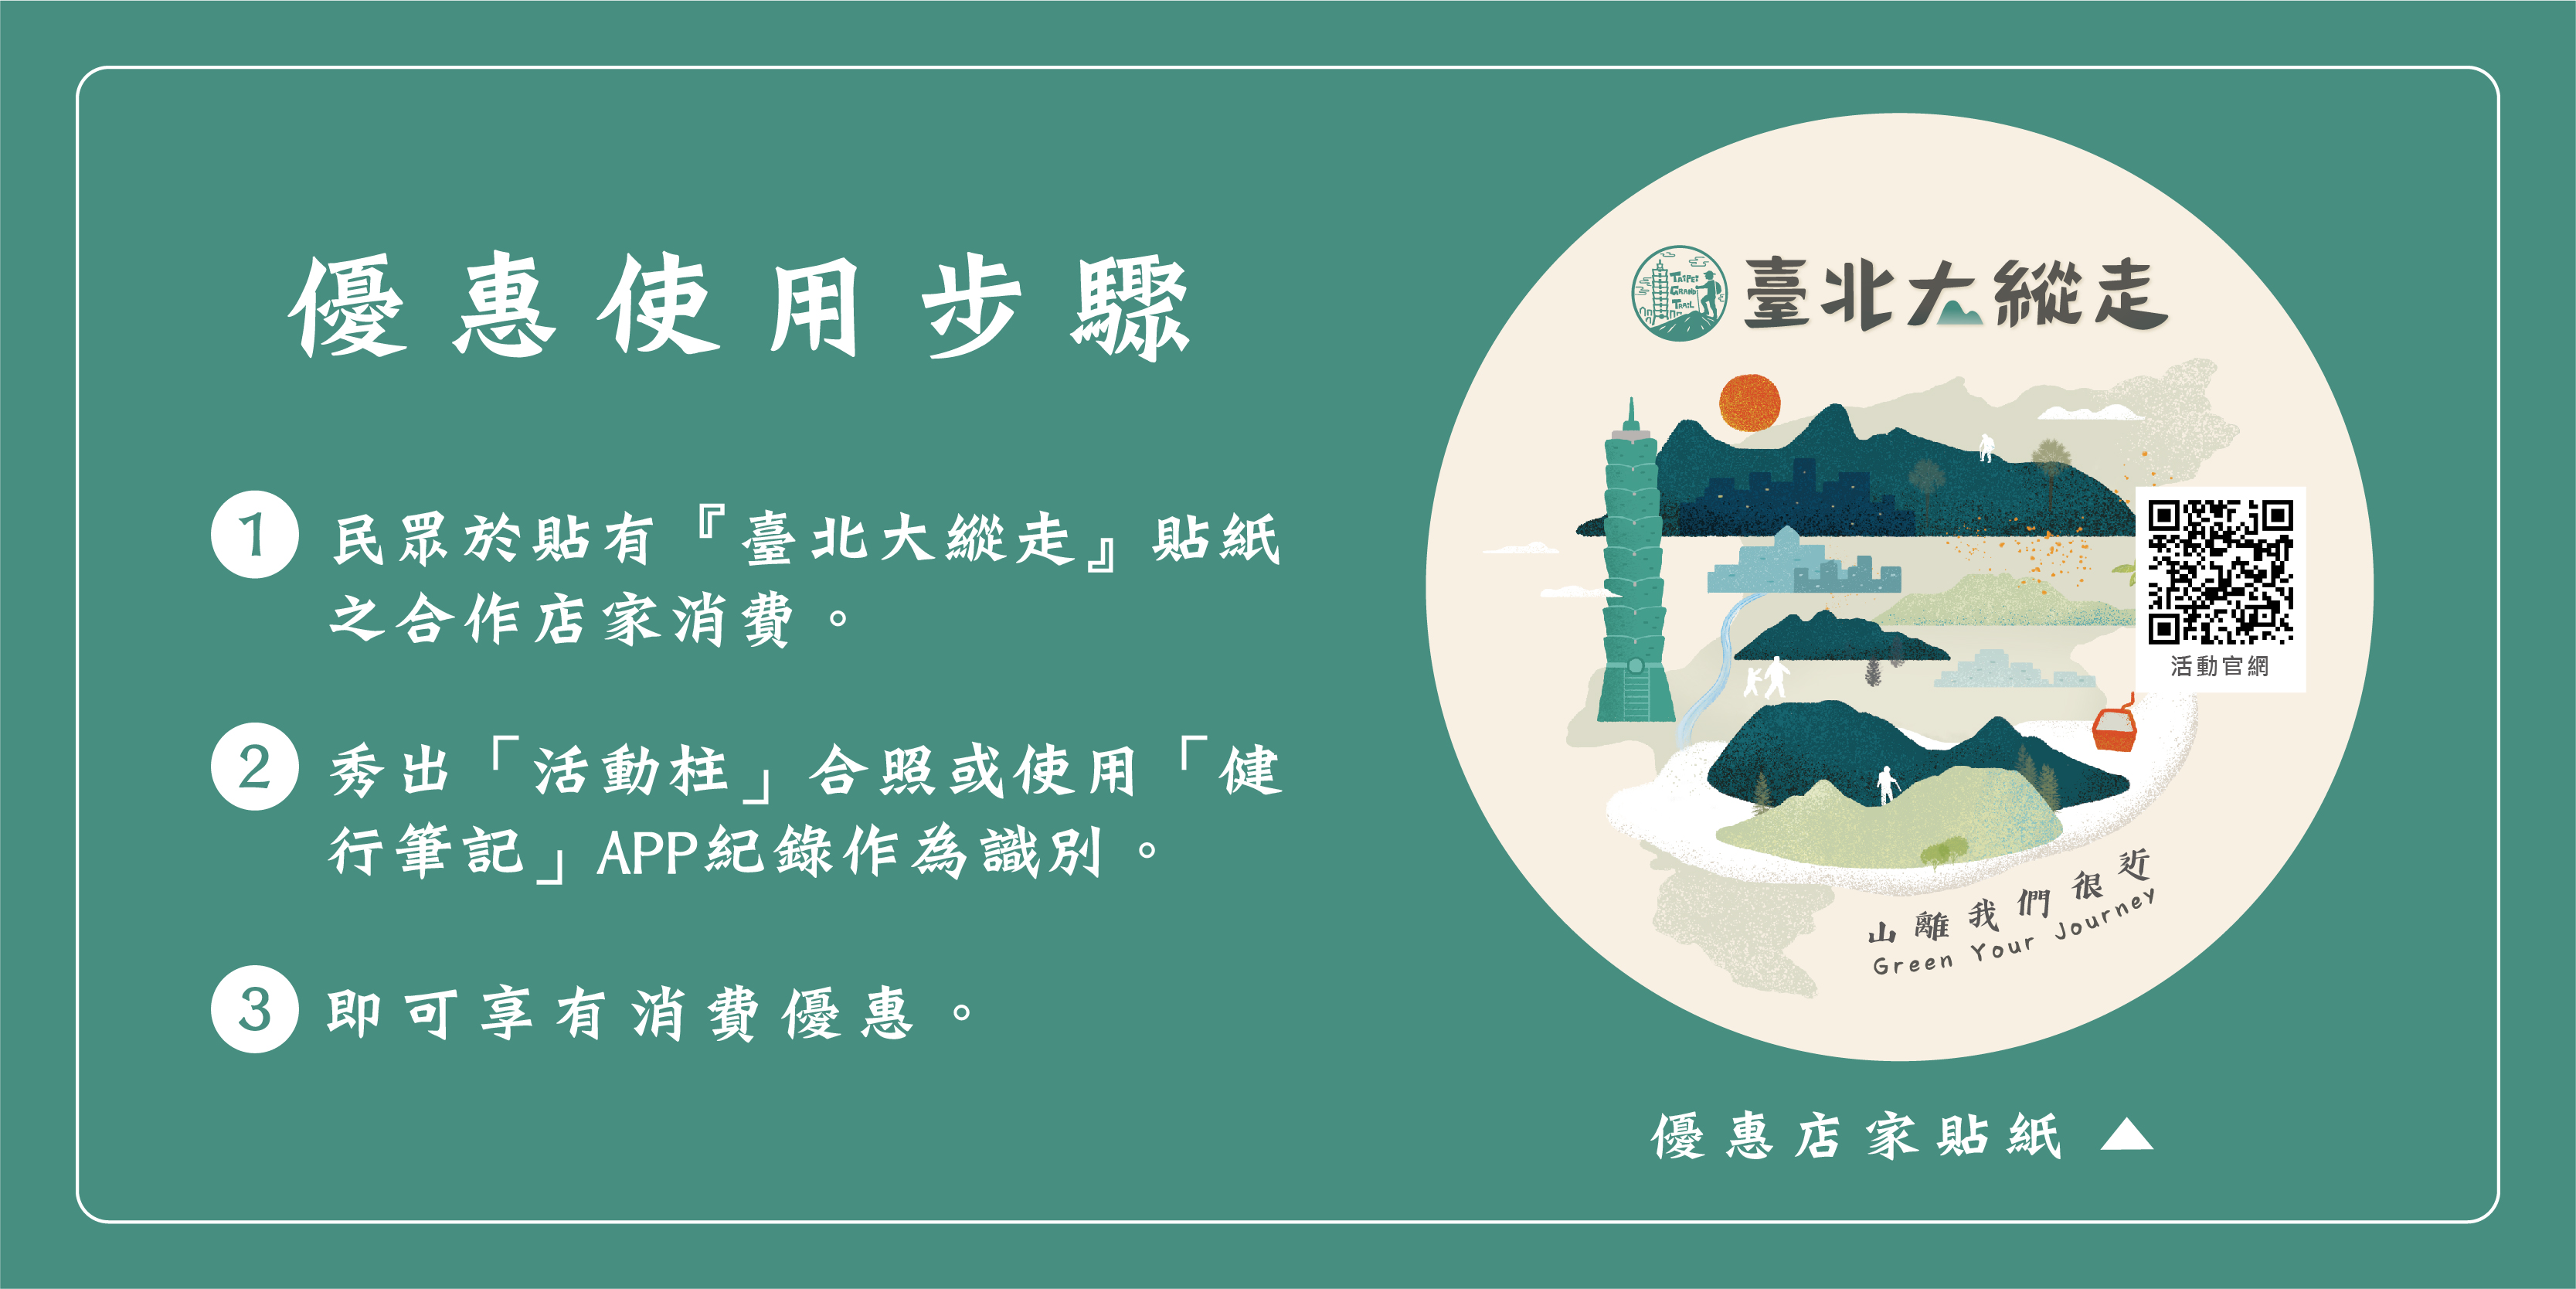 優惠使用步驟
1 民眾於貼有『臺北大縱走』貼紙
之合作店家消費。
2 秀出「活動柱」合照或使用「健
行筆記」APP紀錄作為識別。
3 即可享有消費優惠。
TAIPEI
GRAND
TRAIL
臺北大縱走
活動官網
山離我們很近
Green Your Journey
優惠店家貼紙▲